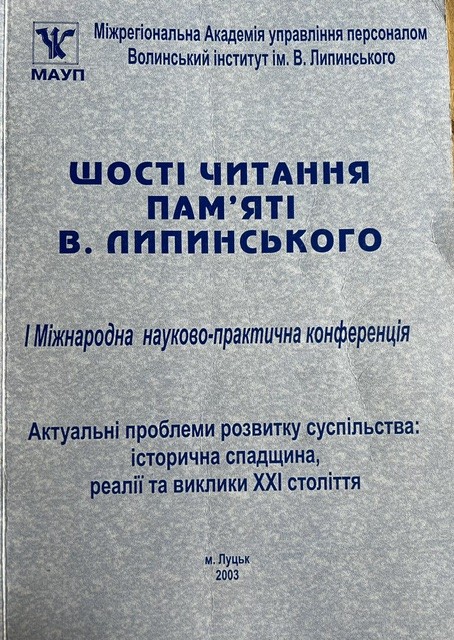 Міжрегіональна Академія управління персоналом
Волинський інститут ім. В. Липинського
МАУП
ШОСТІ ЧИТАННЯ
ПАМ'ЯТІ
В. ЛИПИНСЬКОГО
І Міжнародна науково-практична конференція
Актуальні проблеми розвитку суспільства:
історична спадщина,
реалії та виклики ХХІ століття
м. Луцьк
2003